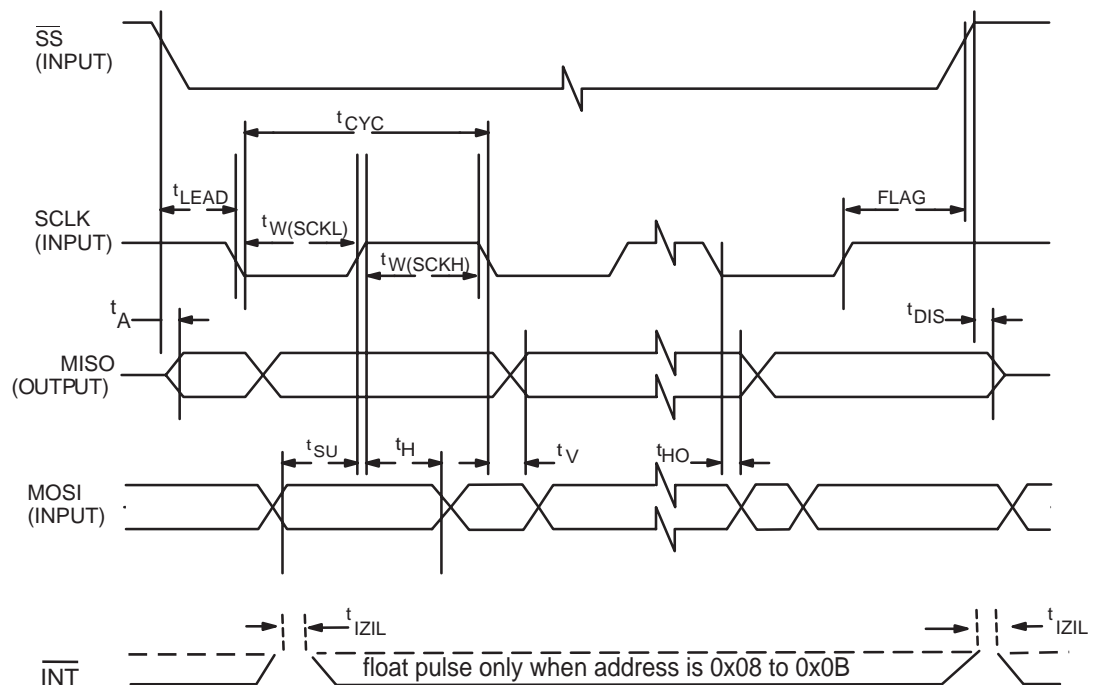 SS
(INPUT)
tCYC
tLEAD
FLAG
SCLK
(INPUT)
tW(SCKL)
tW(SCKH)
tA
tDIS
MISO
(OUTPUT)
tSU
tH
tV
tHO
MOSI
(INPUT)
tIZIL
tIZIL
INT
float pulse only when address is 0x08 to 0x0B